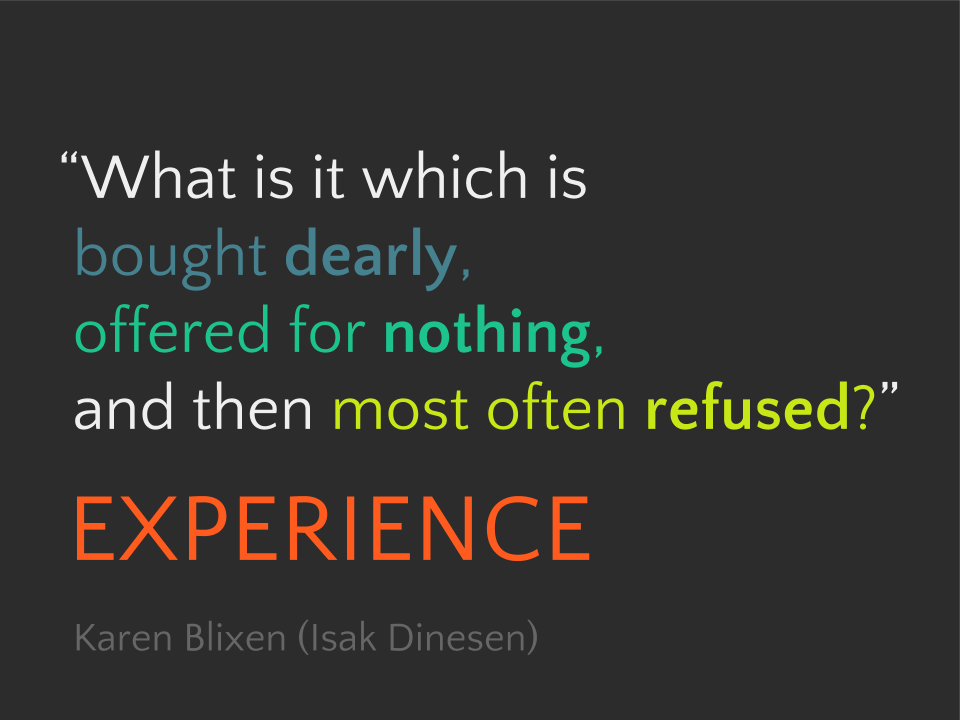 “What is it which is
bought dearly,
offered for nothing,
and then most often refused?”
EXPERIENCE
Karen Blixen (Isak Dinesen)